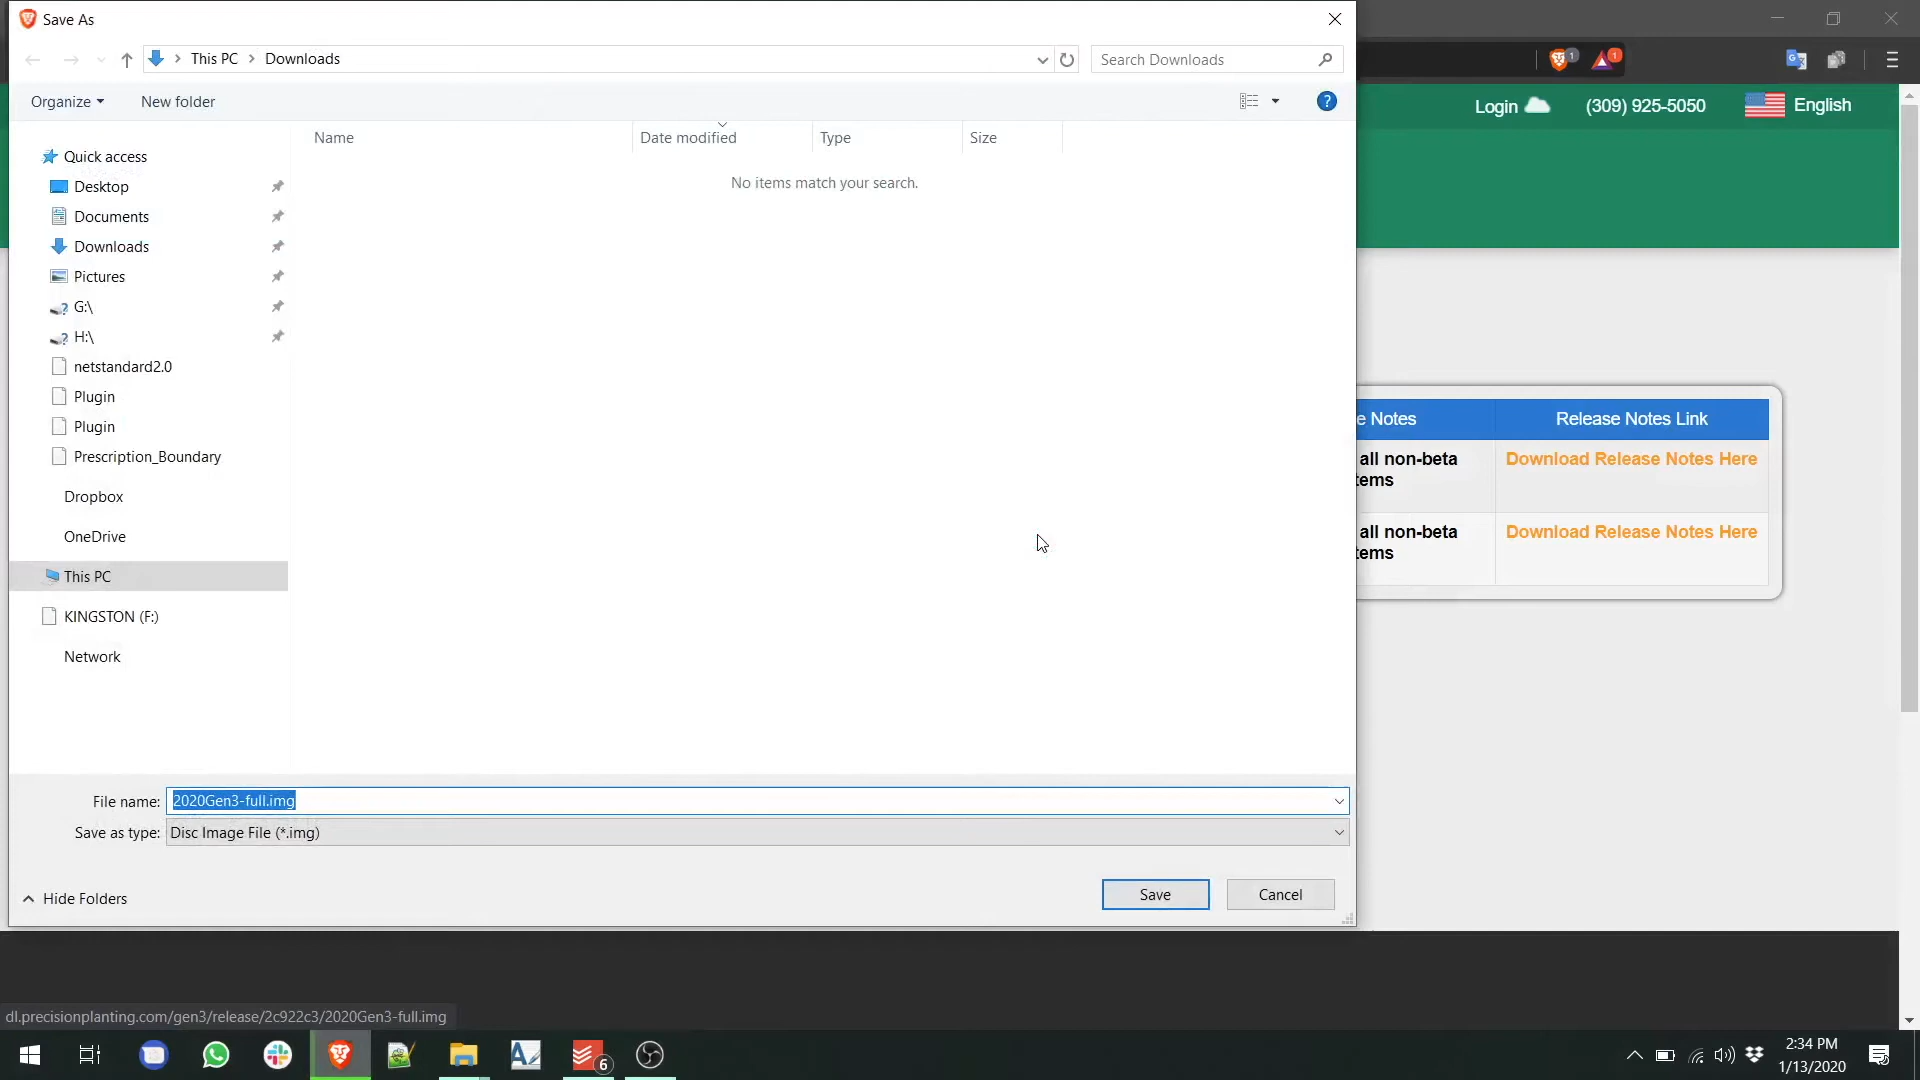 Save As
This PC
Downloads
Search Downloads
1
1
Organize
New folder
?
Login
(309) 925-5050
English
Name
Date modified
Type
Size
No items match your search.
Quick access
Desktop
Documents
Downloads
Pictures
G:\
H:\
netstandard2.0
Plugin
Plugin
Prescription_Boundary
Dropbox
OneDrive
This PC
KINGSTON (F:)
Network
e Notes
Release Notes Link
all non-beta
tems
Download Release Notes Here
all non-beta
tems
Download Release Notes Here
File name: 2020Gen3-full.img
Save as type: Disc Image File (*.img)
Hide Folders
Save
Cancel
dl.precisionplanting.com/gen3/release/2c922c3/2020Gen3-full.img
6
2:34 PM
1/13/2020